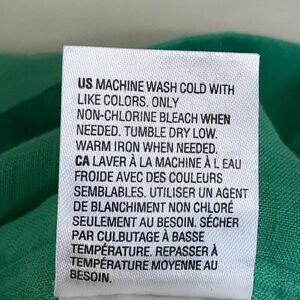 US MACHINE WASH COLD WITH
LIKE COLORS. ONLY
NON-CHLORINE BLEACH WHEN
NEEDED. TUMBLE DRY LOW.
WARM IRON WHEN NEEDED.
CA LAVER À LA MACHINE À L EAU
FROIDE AVEC DES COULEURS
SEMBLABLES. UTILISER UN AGENT
DE BLANCHIMENT NON CHLORÉ
SEULEMENT AU BESOIN. SÉCHER
PAR CULBUTAGE À BASSE
TEMPÉRATURE. REPASSER À
TEMPÉRATURE MOYENNE AU
BESOIN.